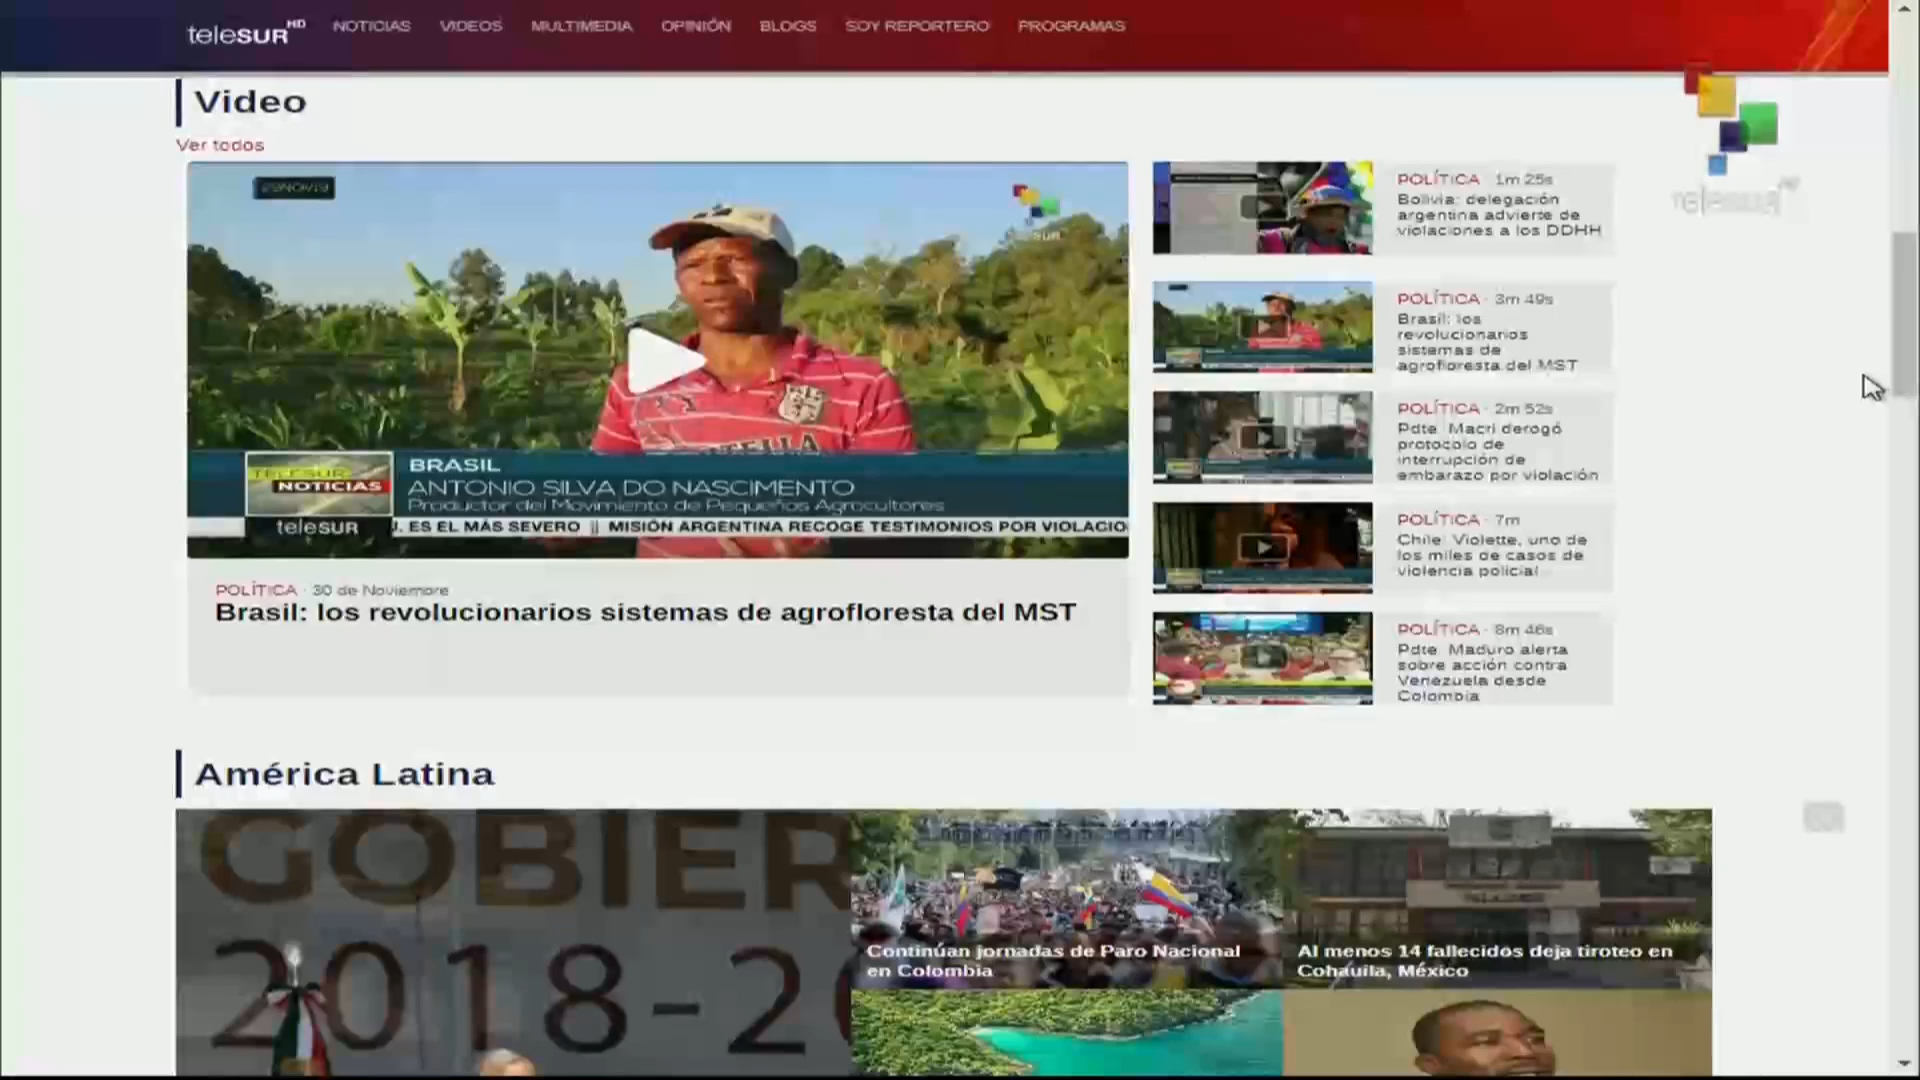 teleSUR HD
NOTICIAS VIDEOS MULTIMEDIA OPINIÓN BLOGS SOY REPORTERO PROGRAMAS
Video
Ver todos
29NOV19
BRASIL
ANTONIO SILVA DO NASCIMENTO
Productor del Movimiento de Pequeños Agrocultores
TELESUR
NOTICIAS
teleSUR
J. ES EL MÁS SEVERO || MISIÓN ARGENTINA RECOGE TESTIMONIOS POR VIOLACIO
POLÍTICA · 30 de Noviembre
Brasil: los revolucionarios sistemas de agrofloresta del MST
POLÍTICA · 1m 25s
Bolivia: delegación
argentina advierte de
violaciones a los DDHH
POLÍTICA · 3m 49s
Brasil: los
revolucionarios
sistemas de
agrofloresta del MST
POLÍTICA · 2m 52s
Pdte. Macri derogó
protocolo de
interrupción de
embarazo por violación
POLÍTICA · 7m
Chile: Violette, uno de
los miles de casos de
violencia policial
POLÍTICA · 8m 46s
Pdte. Maduro alerta
sobre acción contra
Venezuela desde
Colombia
teleSUR
América Latina
GOBIER
2018-20
Continúan jornadas de Paro Nacional
en Colombia
Al menos 14 fallecidos deja tiroteo en
Cohauila, México